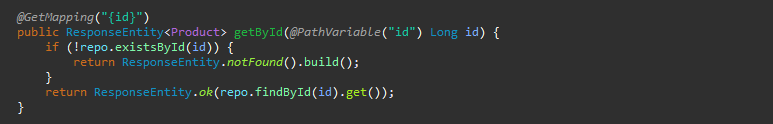 @GetMapping("{id}")
public ResponseEntity<Product> getById(@PathVariable("id") Long id) {
    if (!repo.existsById(id)) {
        return ResponseEntity.notFound().build();
    }
    return ResponseEntity.ok(repo.findById(id).get());
}